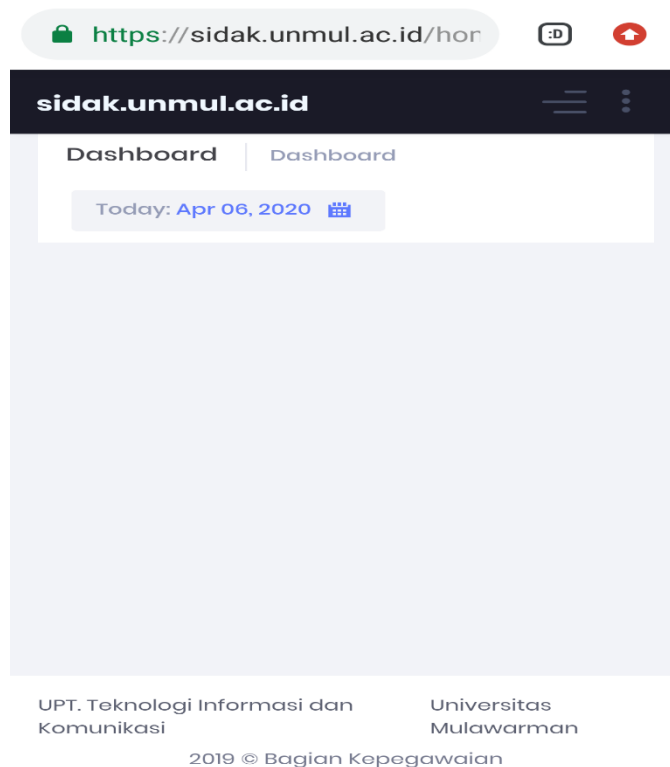 https://sidak.unmul.ac.id/hor
:D
sidak.unmul.ac.id
Dashboard Dashboard
Today: Apr 06, 2020
UPT. Teknologi Informasi dan Komunikasi
Universitas Mulawarman
2019 © Bagian Kepegawaian